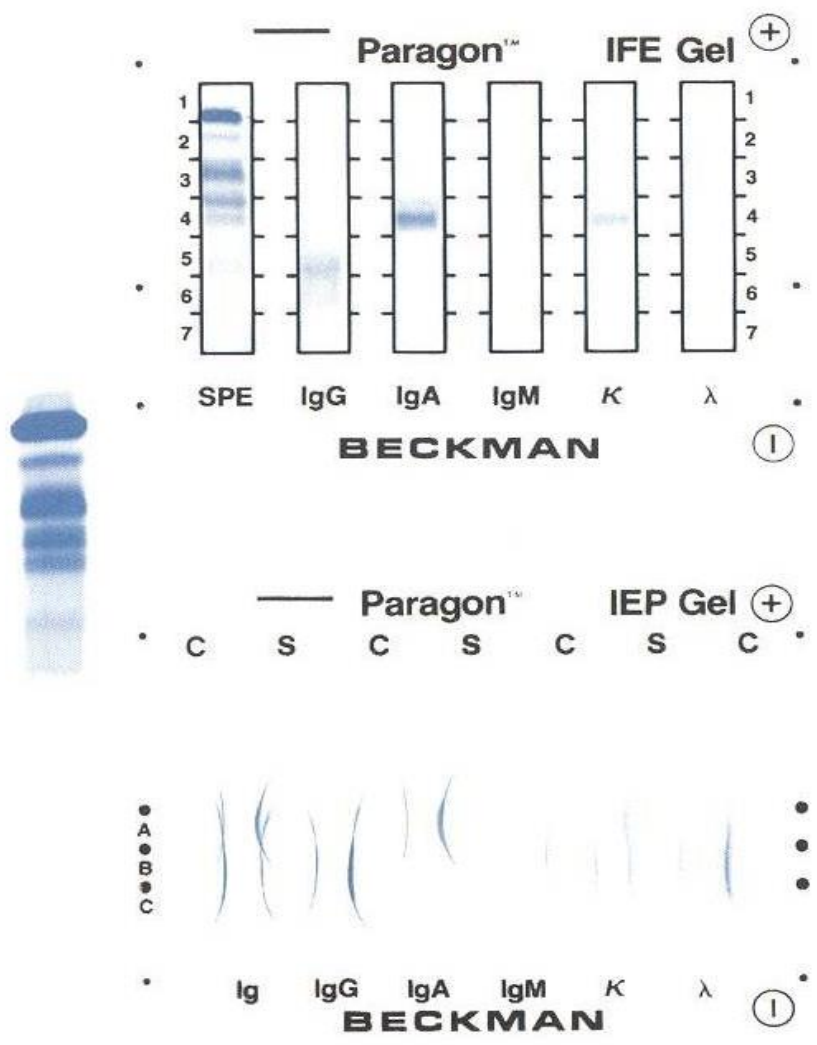 Paragon™ IFE Gel +
1 1
2 2
3 3
4 4
5 5
6 6
7 7
SPE IgG IgA IgM K λ
BECKMAN −
Paragon™ IEP Gel +
C S C S C S C
A
B
C
Ig IgG IgA IgM K λ
BECKMAN −